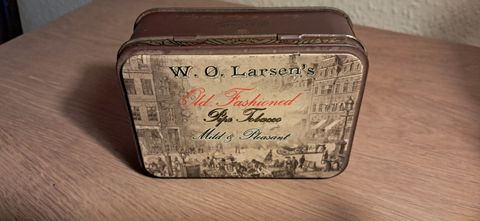 W. Ø. Larsen's
Old Fashioned
Pipe Tobacco
Mild & Pleasant